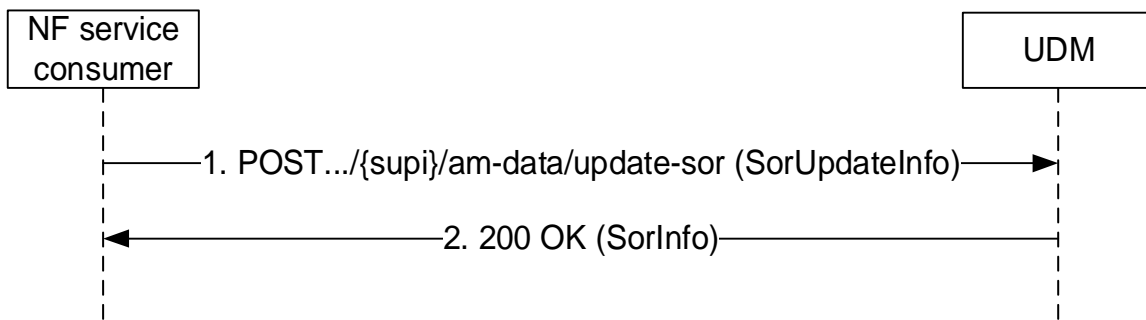 NF service
consumer
UDM
1. POST.../{supi}/am-data/update-sor (SorUpdateInfo)
2. 200 OK (SorInfo)